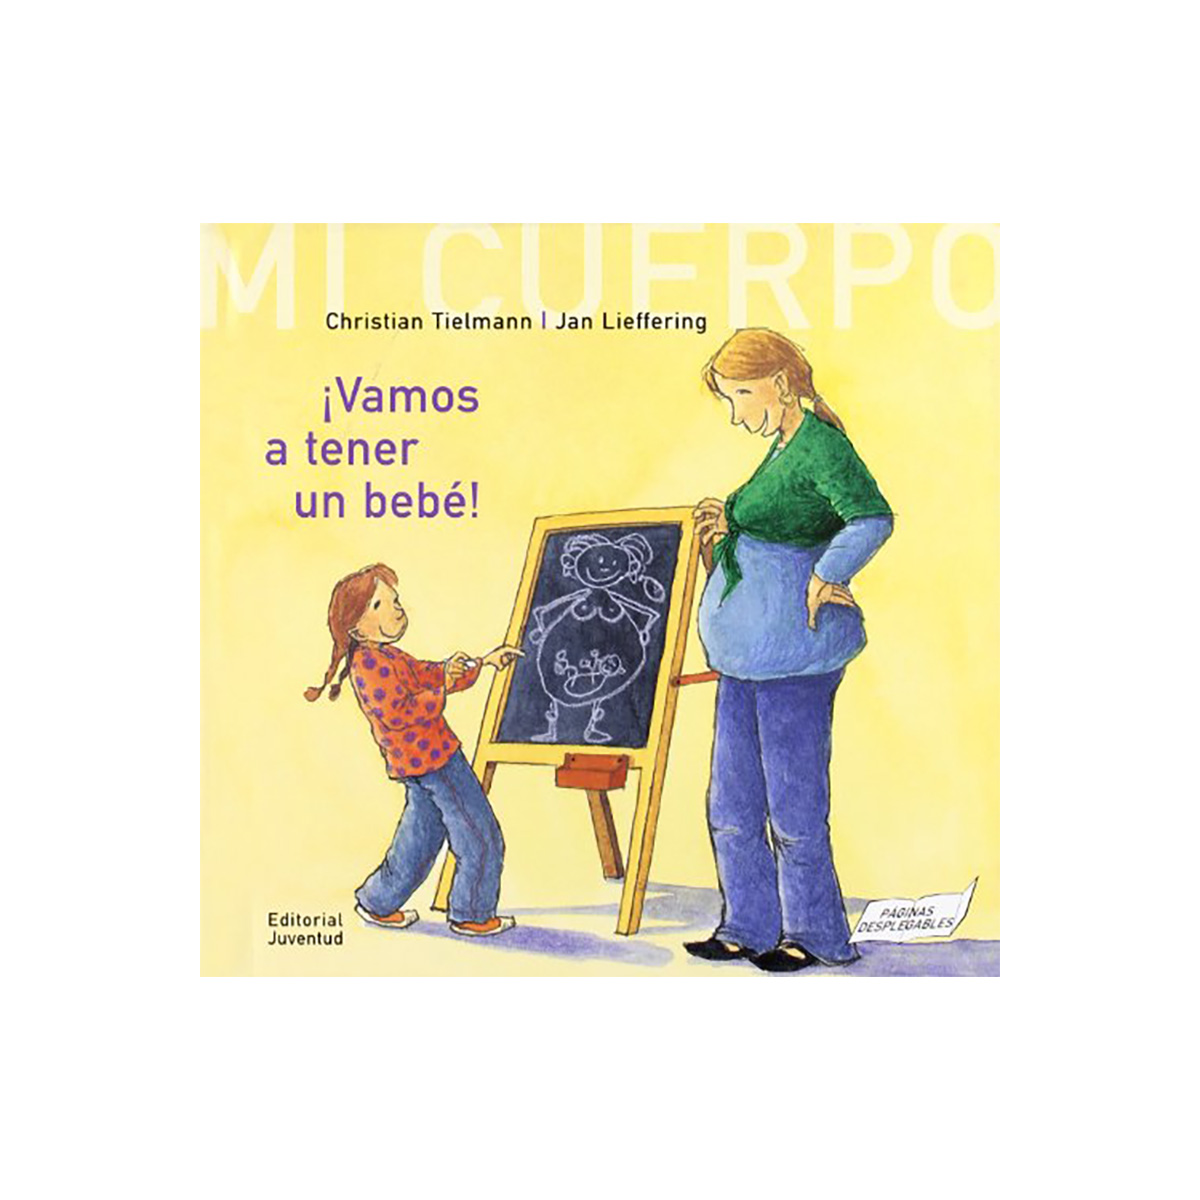 MI CUERPO
Christian Tielmann | Jan Lieffering
¡Vamos
a tener
un bebé!
Editorial
Juventud
PÁGINAS
DESPLEGABLES